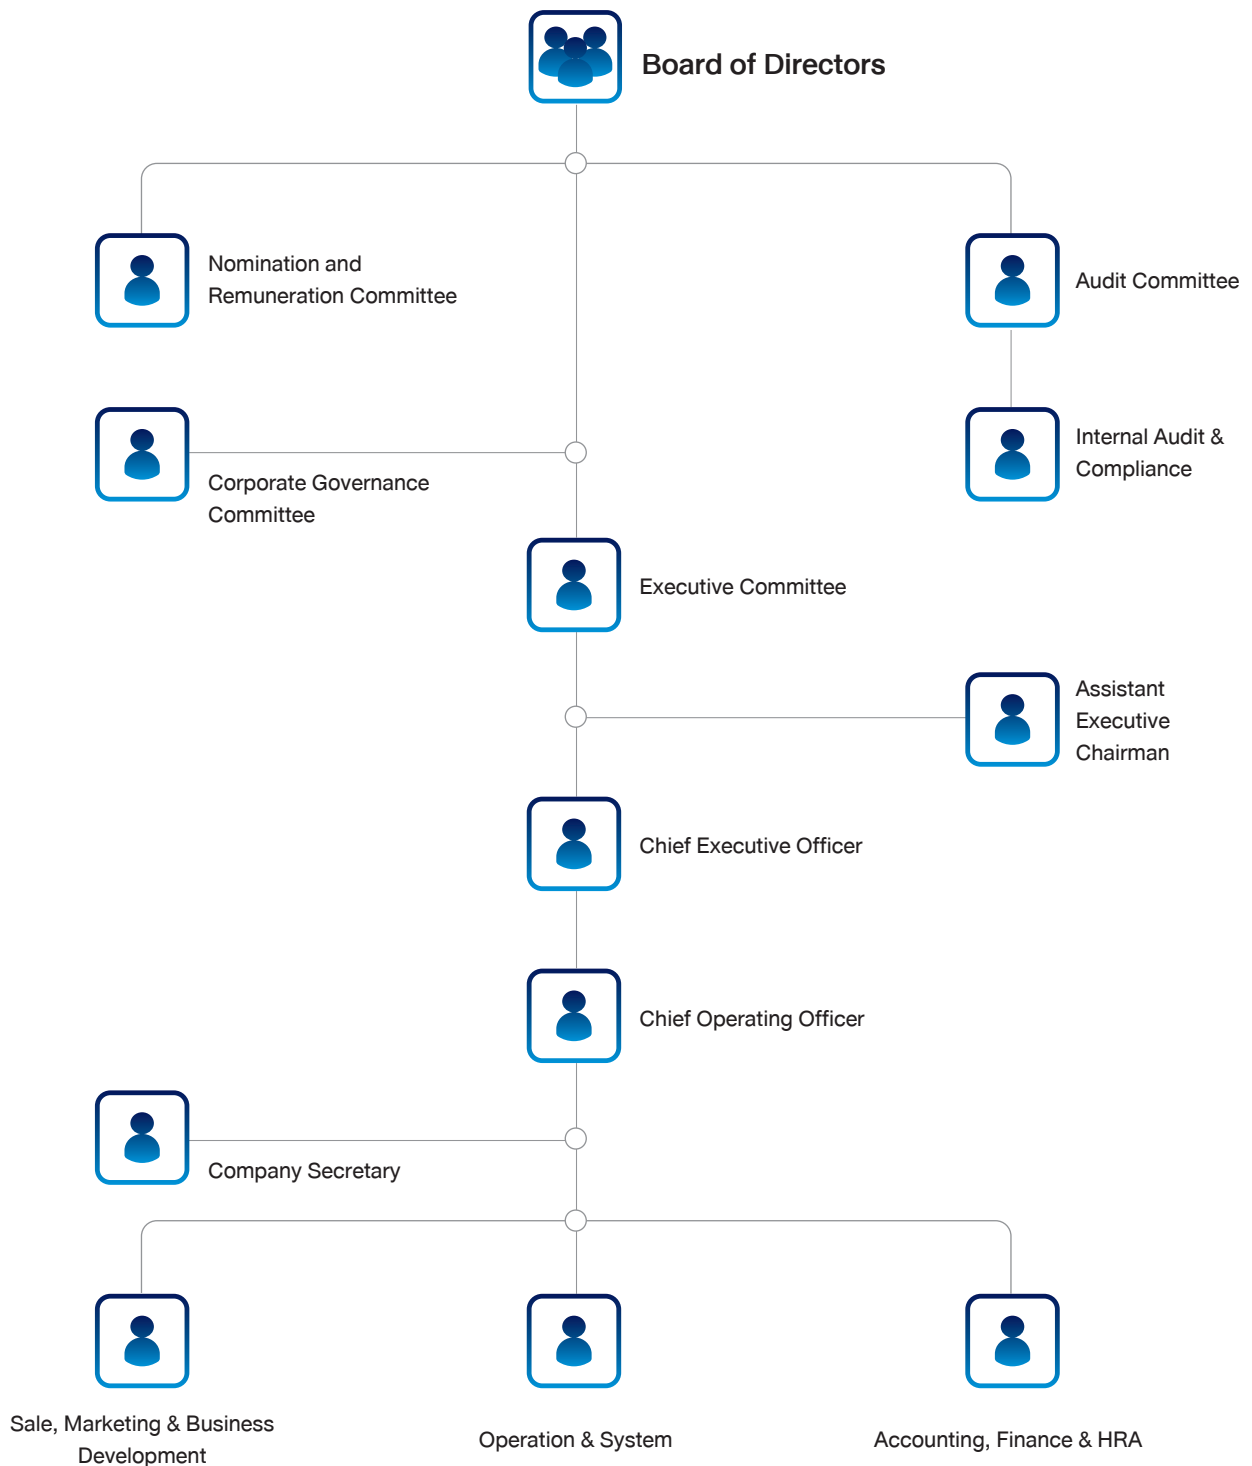 Board of Directors
Nomination and
Remuneration Committee
Audit Committee
Corporate Governance
Committee
Internal Audit &
Compliance
Executive Committee
Assistant
Executive
Chairman
Chief Executive Officer
Chief Operating Officer
Company Secretary
Sale, Marketing & Business
Development
Operation & System
Accounting, Finance & HRA